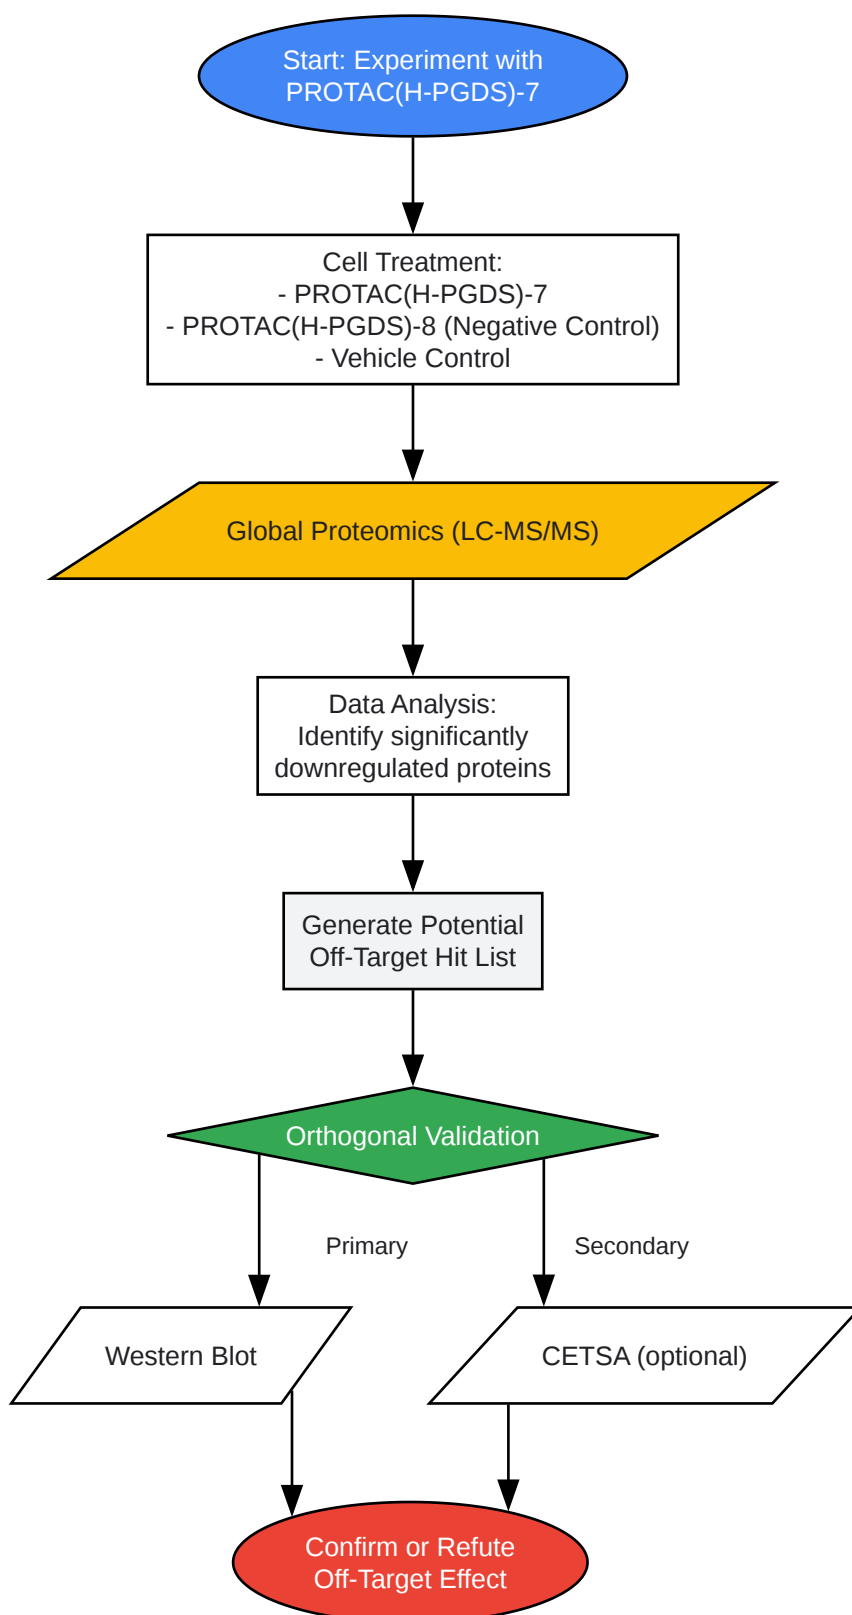 Start: Experiment with
PROTAC(H-PGDS)-7
Cell Treatment:
- PROTAC(H-PGDS)-7
- PROTAC(H-PGDS)-8 (Negative Control)
- Vehicle Control
Global Proteomics (LC-MS/MS)
Data Analysis:
Identify significantly
downregulated proteins
Generate Potential
Off-Target Hit List
Orthogonal Validation
Primary
Secondary
Western Blot
CETSA (optional)
Confirm or Refute
Off-Target Effect